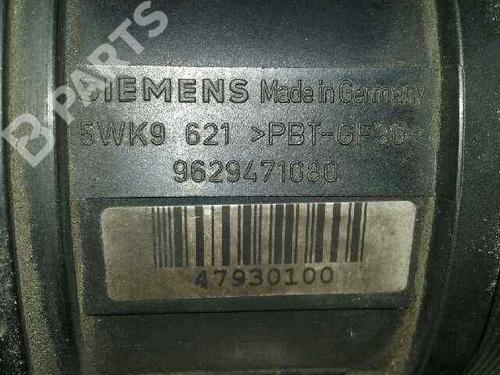 B-PARTS
SIEMENS Made in Germany
5WK9 621 >PBT-GF30<
9629471080
47930100